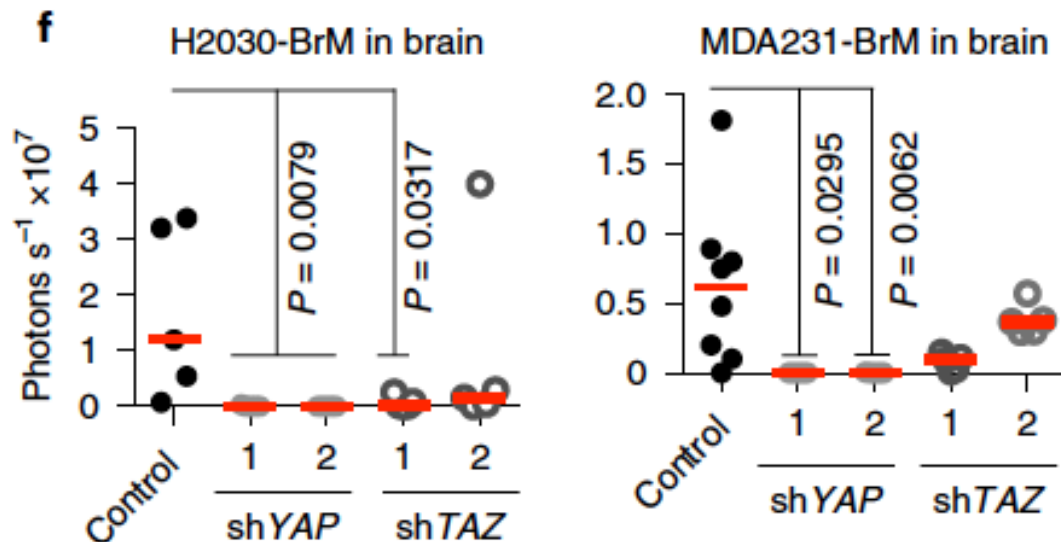 f
H2030-BrM in brain
Photons s⁻¹ ×10⁷
5
4
3
2
1
0
P = 0.0079
P = 0.0317
Control
1
2
1
2
shYAP
shTAZ
MDA231-BrM in brain
2.0
1.5
1.0
0.5
0
P = 0.0295
P = 0.0062
Control
1
2
1
2
shYAP
shTAZ